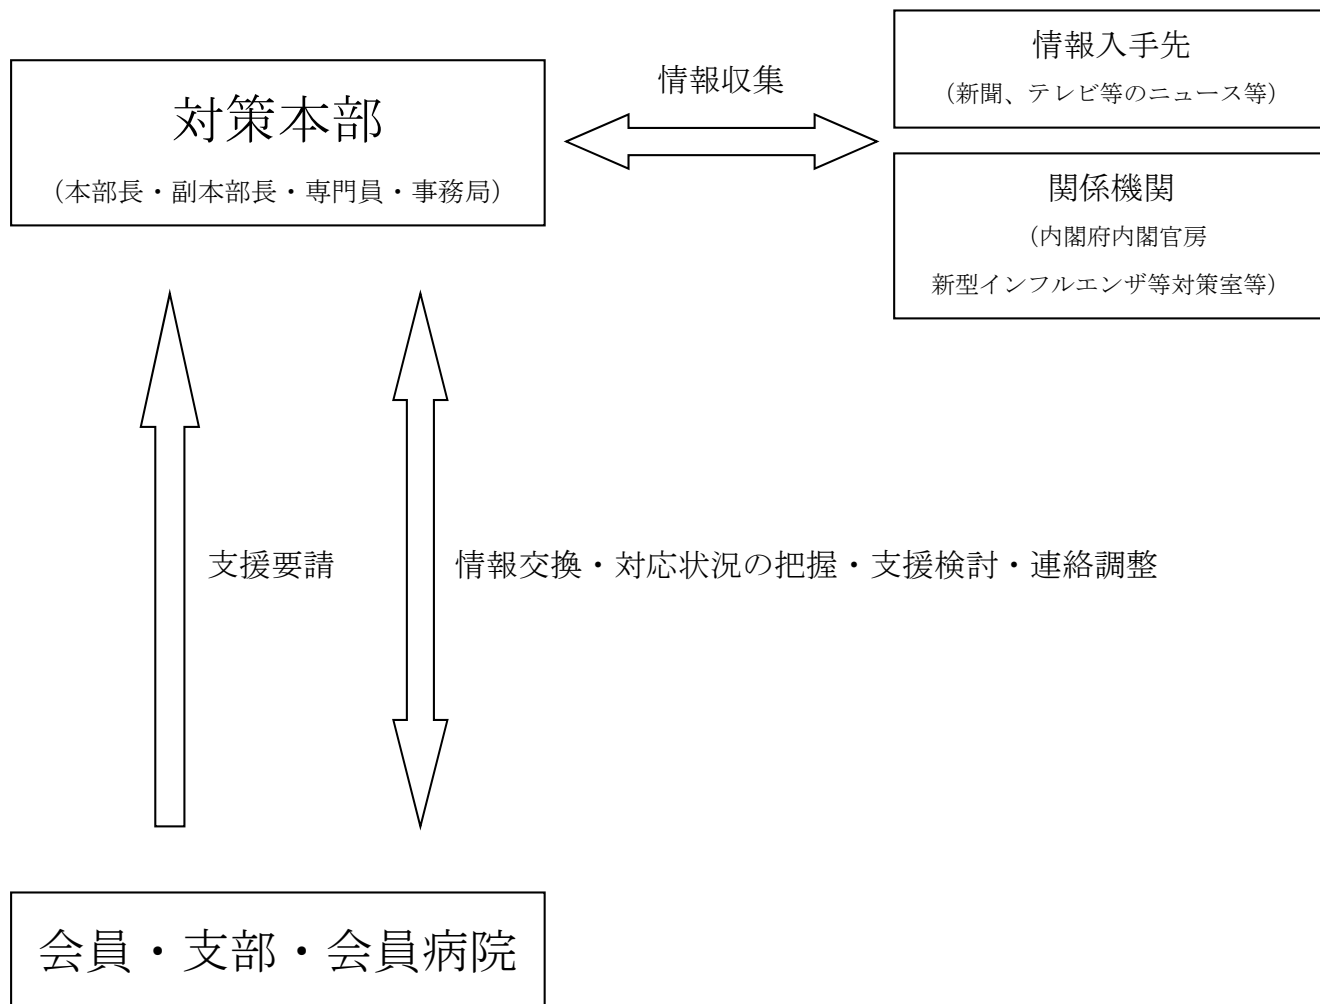 対策本部
（本部長・副本部長・専門員・事務局）
情報収集
情報入手先
（新聞、テレビ等のニュース等）
関係機関
（内閣府内閣官房
新型インフルエンザ等対策室等）
支援要請
情報交換・対応状況の把握・支援検討・連絡調整
会員・支部・会員病院